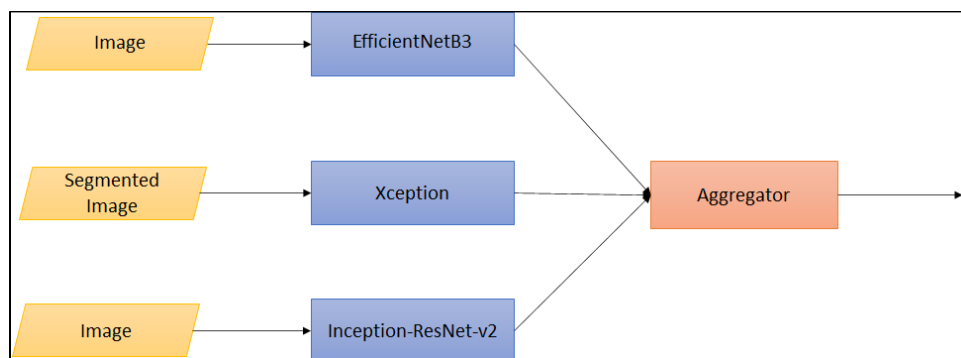 Image
EfficientNetB3
Segmented
Image
Xception
Aggregator
Image
Inception-ResNet-v2